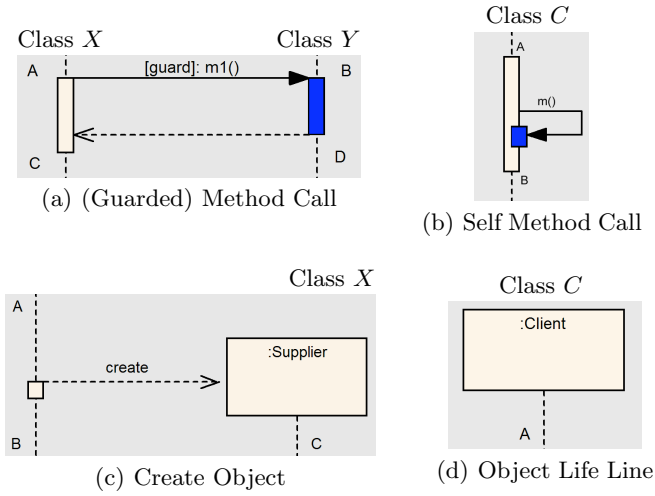 Class X
Class Y
A
[guard]: m1()
B
C
D
(a) (Guarded) Method Call
Class C
A
m()
B
(b) Self Method Call
Class X
A
create
:Supplier
B
C
(c) Create Object
Class C
:Client
A
(d) Object Life Line